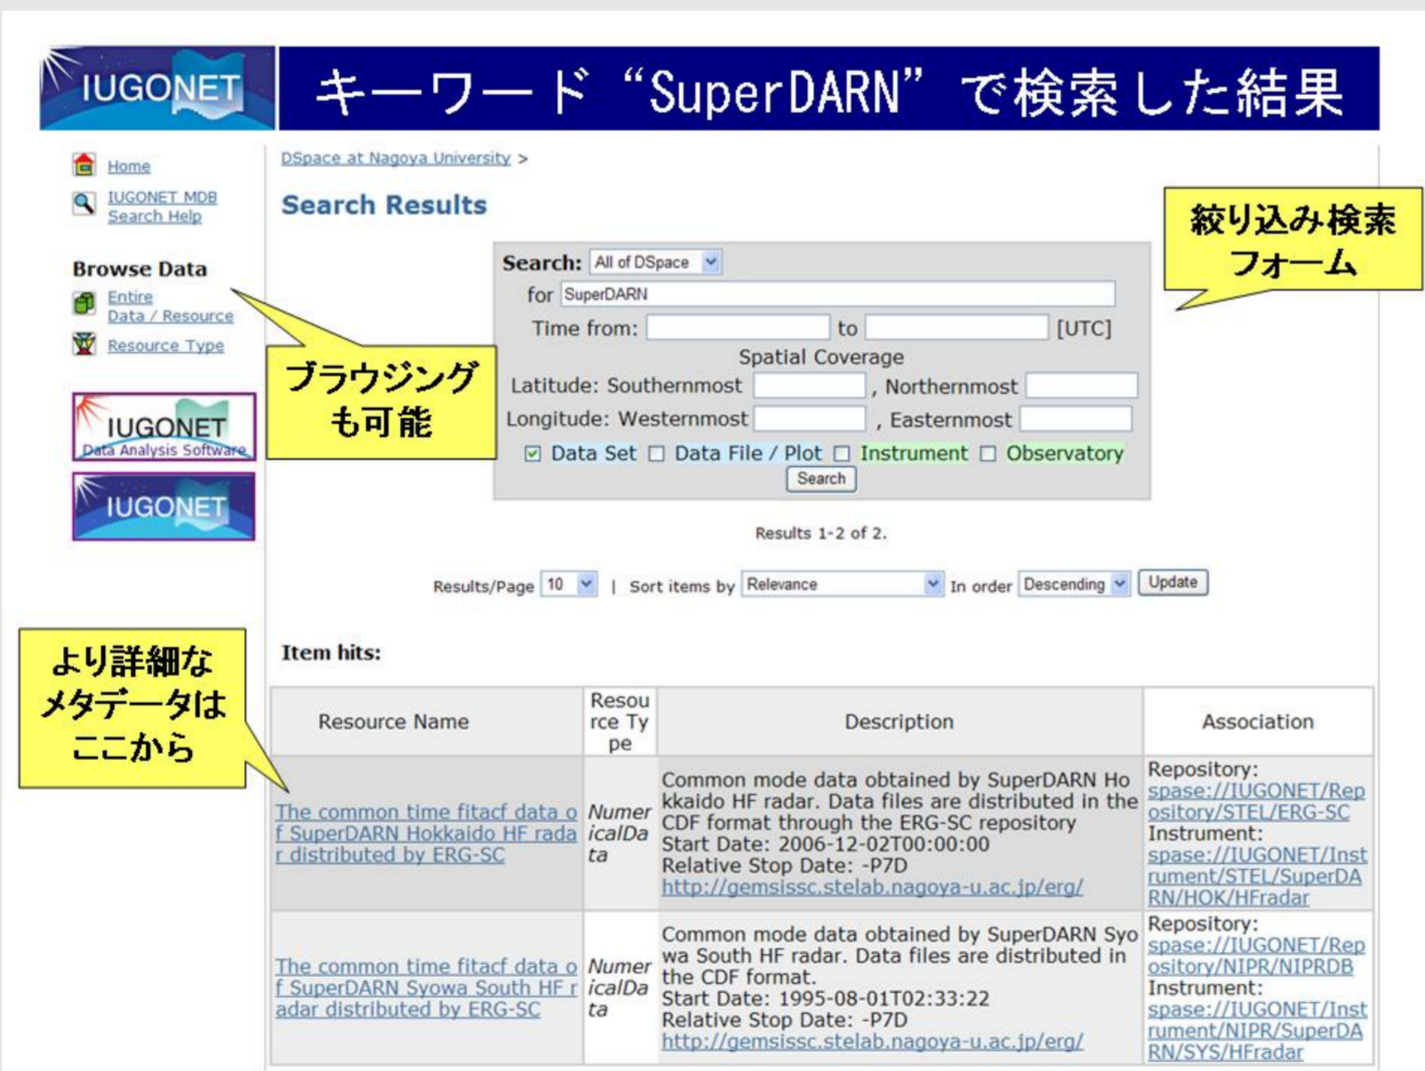 IUGONET
キーワード“SuperDARN”で検索した結果
Home
IUGONET MDB
Search Help
Browse Data
Entire
Data / Resource
Resource Type
IUGONET
Data Analysis Software
IUGONET
DSpace at Nagoya University >
Search Results
絞り込み検索
フォーム
ブラウジング
も可能
Search: All of DSpace
for SuperDARN
Time from: to [UTC]
Spatial Coverage
Latitude: Southernmost , Northernmost
Longitude: Westernmost , Easternmost
Data Set Data File / Plot Instrument Observatory
Search
Results 1-2 of 2.
Results/Page 10 | Sort items by Relevance In order Descending Update
より詳細な
メタデータは
ここから
Item hits:
Resource Name
Resou
rce Ty
pe
Description
Association
The common time fitacf data o
f SuperDARN Hokkaido HF rada
r distributed by ERG-SC
Numer
icalDa
ta
Common mode data obtained by SuperDARN Ho
kkaido HF radar. Data files are distributed in the
CDF format through the ERG-SC repository
Start Date: 2006-12-02T00:00:00
Relative Stop Date: -P7D
http://gemsissc.stelab.nagoya-u.ac.jp/erg/
Repository:
spase://IUGONET/Rep
ository/STEL/ERG-SC
Instrument:
spase://IUGONET/Inst
rument/STEL/SuperDA
RN/HOK/HFradar
The common time fitacf data o
f SuperDARN Syowa South HF r
adar distributed by ERG-SC
Numer
icalDa
ta
Common mode data obtained by SuperDARN Syo
wa South HF radar. Data files are distributed in
the CDF format.
Start Date: 1995-08-01T02:33:22
Relative Stop Date: -P7D
http://gemsissc.stelab.nagoya-u.ac.jp/erg/
Repository:
spase://IUGONET/Rep
ository/NIPR/NIPRDB
Instrument:
spase://IUGONET/Inst
rument/NIPR/SuperDA
RN/SYS/HFradar